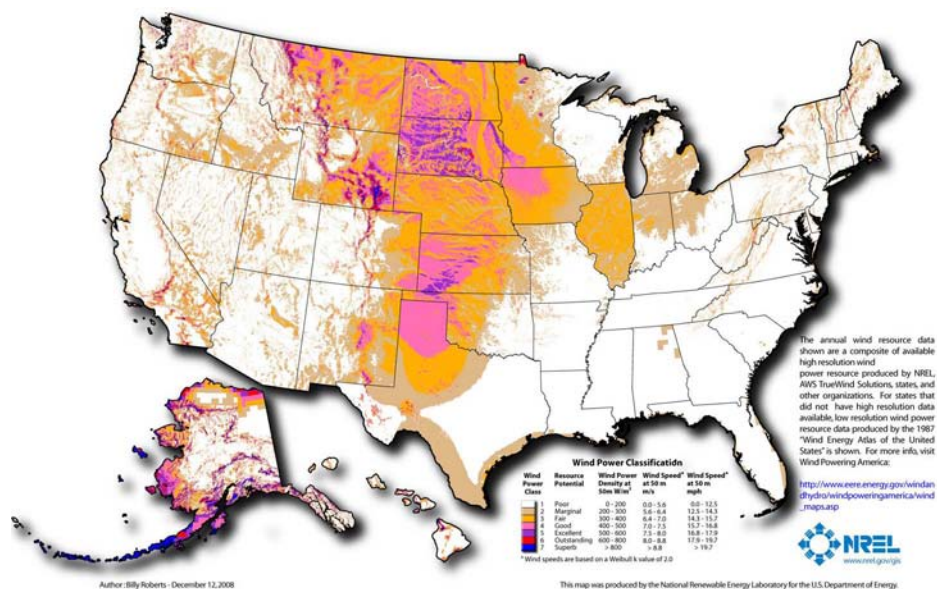 The annual wind resource data
shown are a composite of available
high resolution wind
power resource produced by NREL,
AWS TrueWind Solutions, states, and
other organizations. For states that
did not have high resolution data
available, low resolution wind power
resource data produced by the 1987
"Wind Energy Atlas of the United
States" is shown. For more info, visit
Wind Powering America:
http://www.eere.energy.gov/windan
dhydro/windpoweringamerica/wind
_maps.asp
Wind Power Classification
Wind Power Class Resource Potential Wind Power Density at 50m W/m² Wind Speedᵃ at 50 m m/s Wind Speedᵃ at 50 m mph
1 Poor 0 - 200 0.0 - 5.6 0.0 - 12.5
2 Marginal 200 - 300 5.6 - 6.4 12.5 - 14.3
3 Fair 300 - 400 6.4 - 7.0 14.3 - 15.7
4 Good 400 - 500 7.0 - 7.5 15.7 - 16.8
5 Excellent 500 - 600 7.5 - 8.0 16.8 - 17.9
6 Outstanding 600 - 800 8.0 - 8.8 17.9 - 19.7
7 Superb > 800 > 8.8 > 19.7
ᵃ Wind speeds are based on a Weibull k value of 2.0
NREL
www.nrel.gov/gis
Author : Billy Roberts - December 12, 2008
This map was produced by the National Renewable Energy Laboratory for the U.S. Department of Energy.